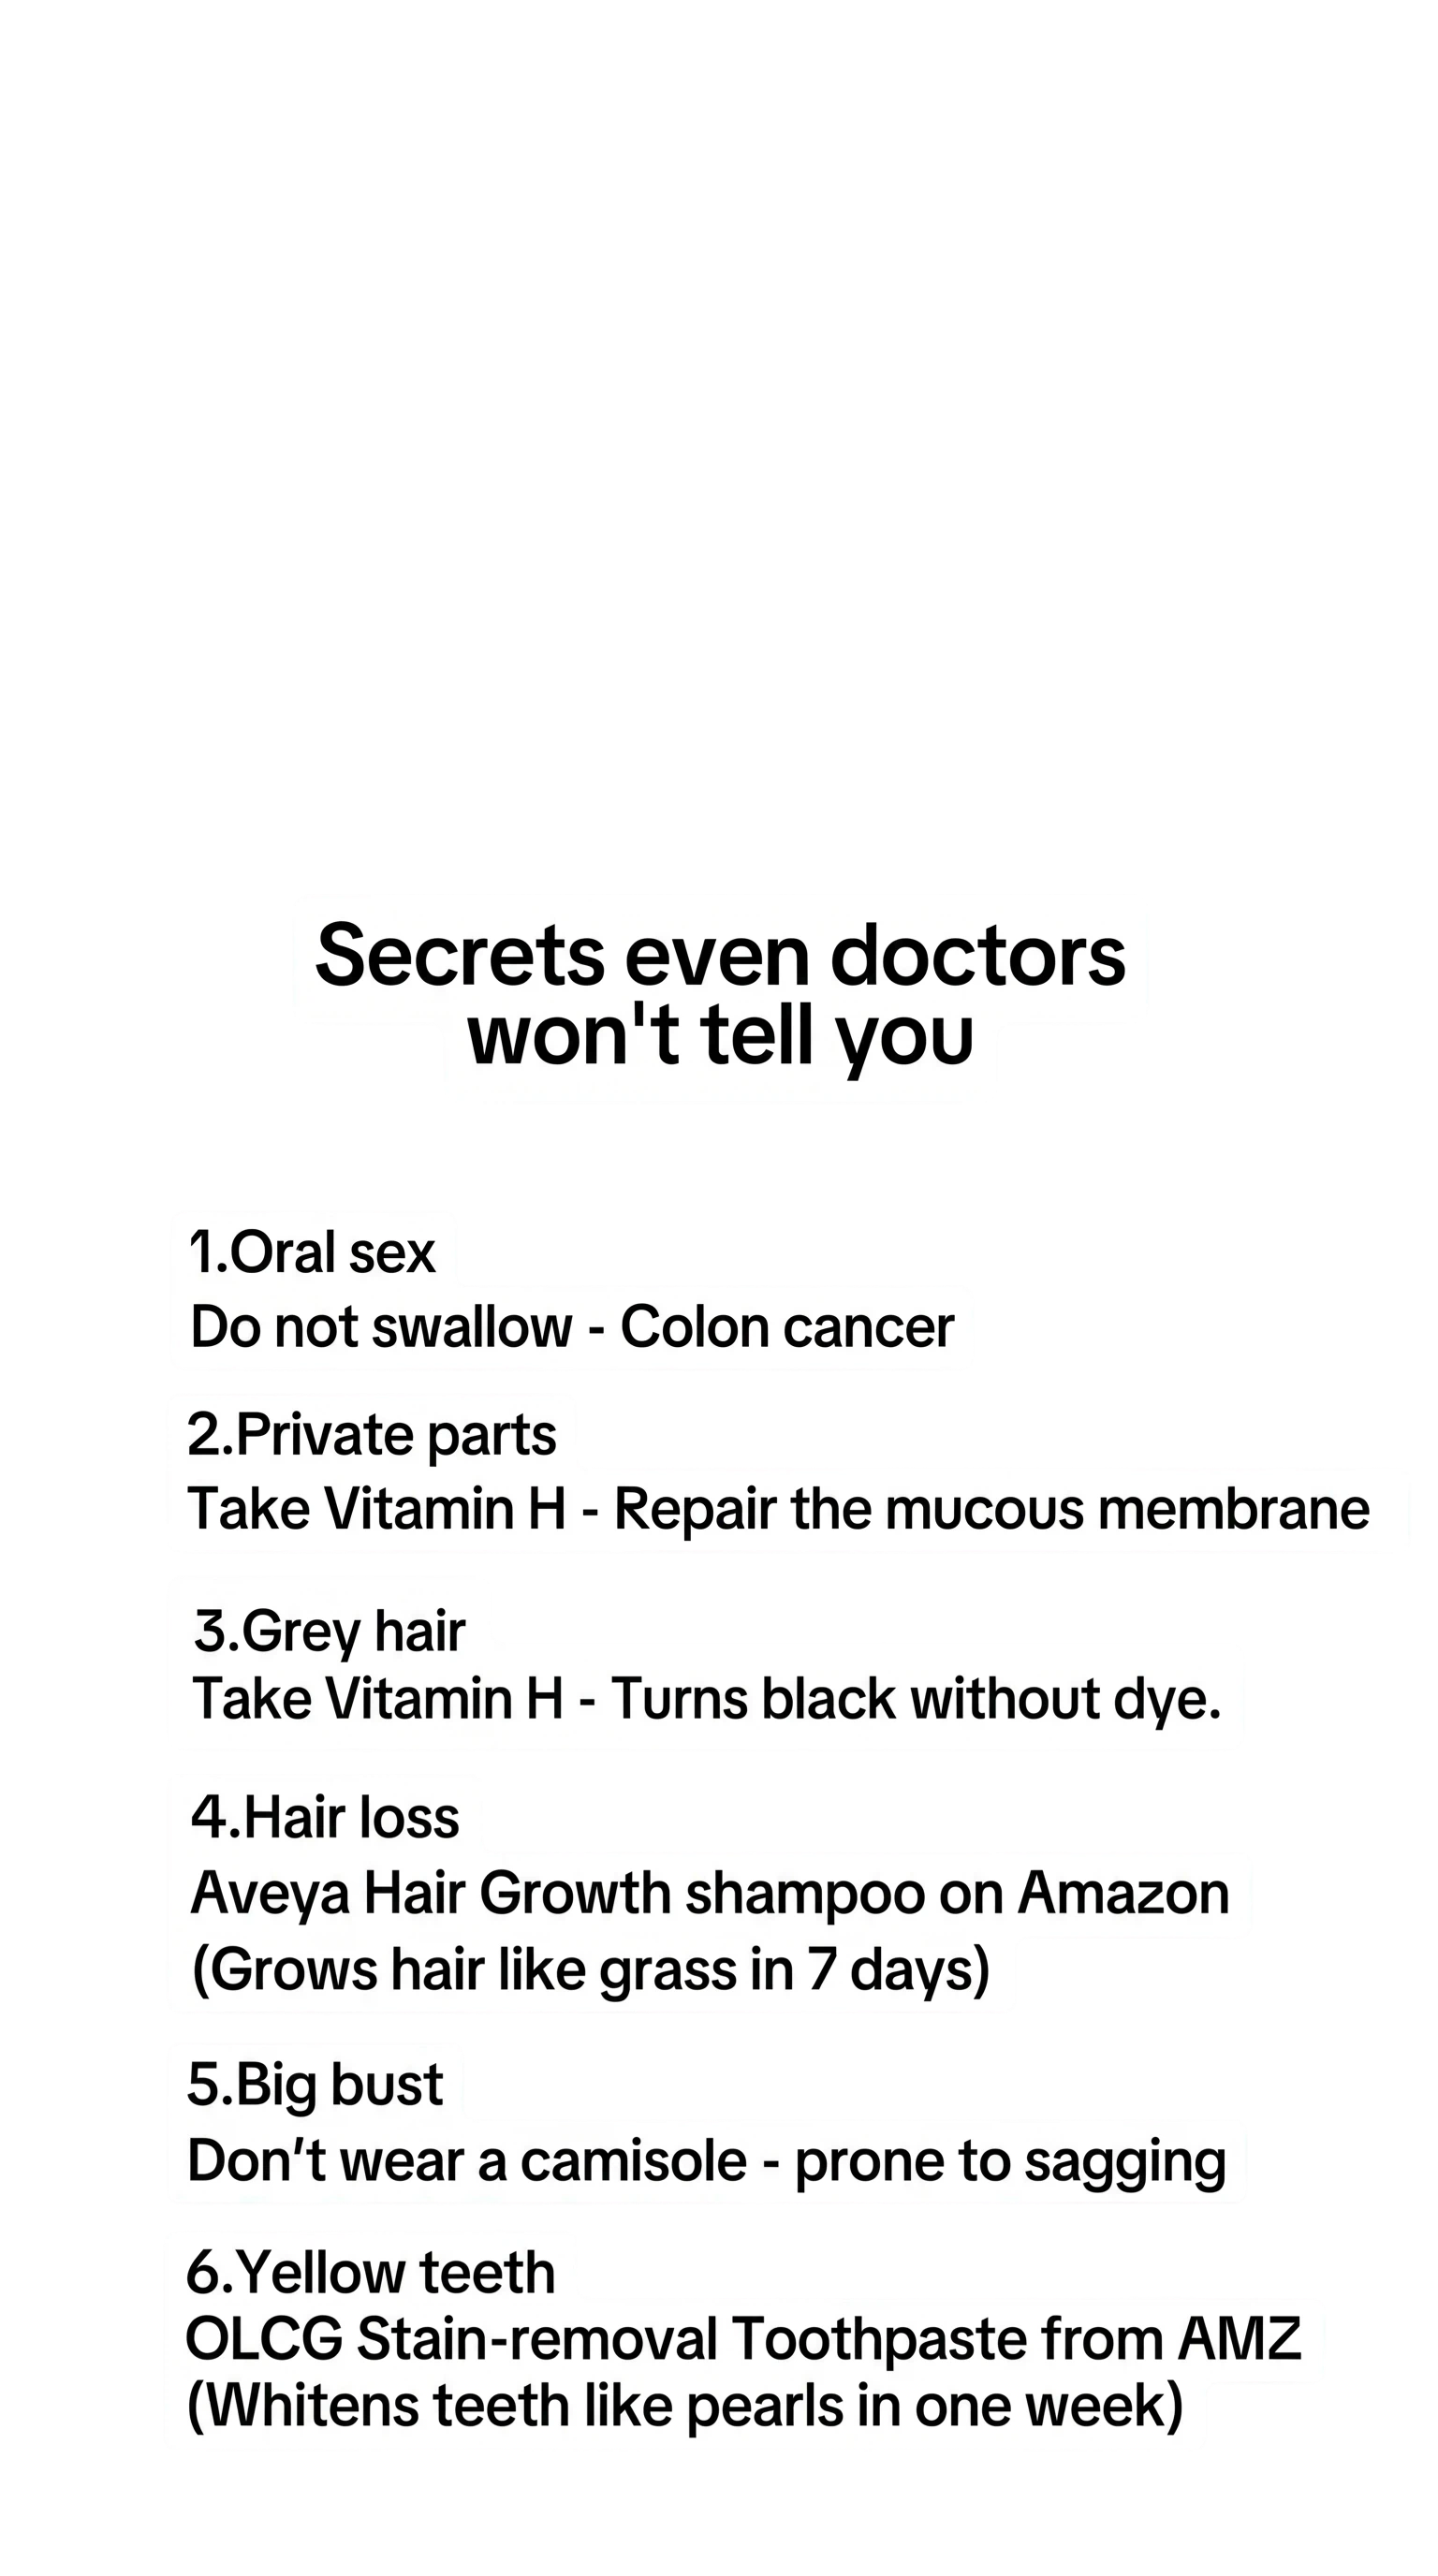 Secrets even doctors
won't tell you
1.Oral sex
Do not swallow - Colon cancer
2.Private parts
Take Vitamin H - Repair the mucous membrane
3.Grey hair
Take Vitamin H - Turns black without dye.
4.Hair loss
Aveya Hair Growth shampoo on Amazon
(Grows hair like grass in 7 days)
5.Big bust
Don’t wear a camisole - prone to sagging
6.Yellow teeth
OLCG Stain-removal Toothpaste from AMZ
(Whitens teeth like pearls in one week)